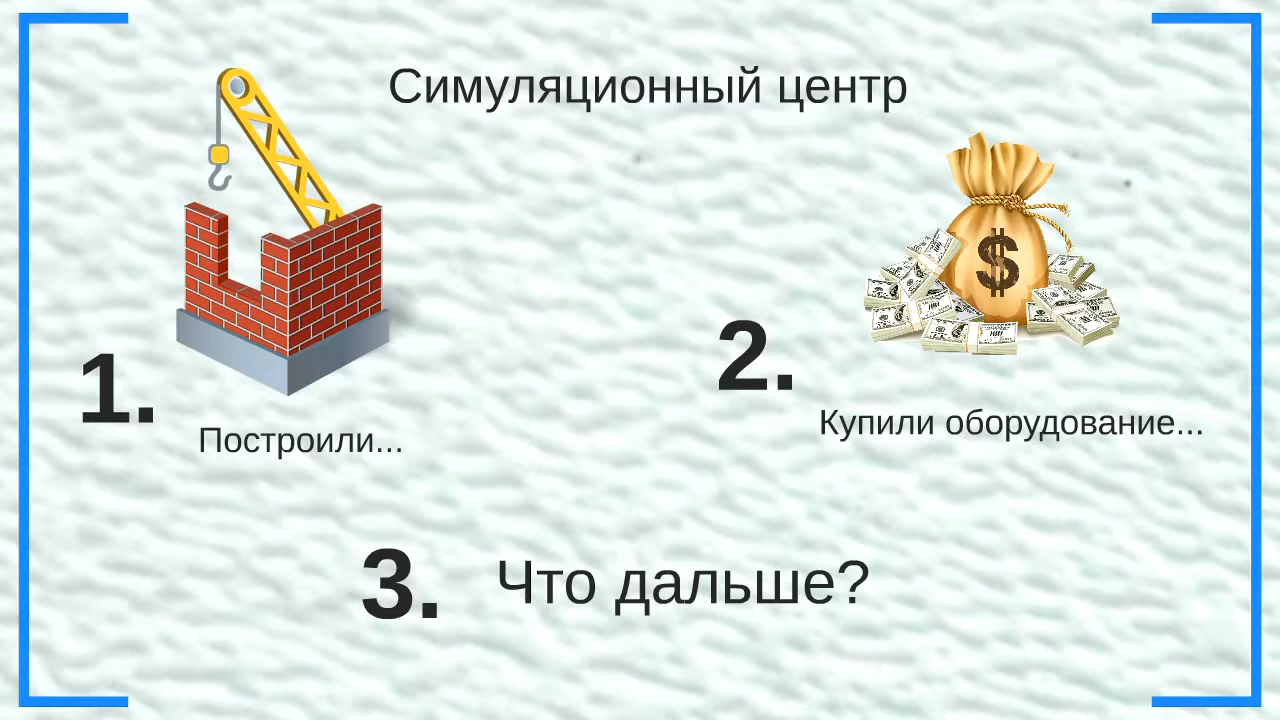 Симуляционный центр
$
1.
Построили...
2.
Купили оборудование...
3. Что дальше?